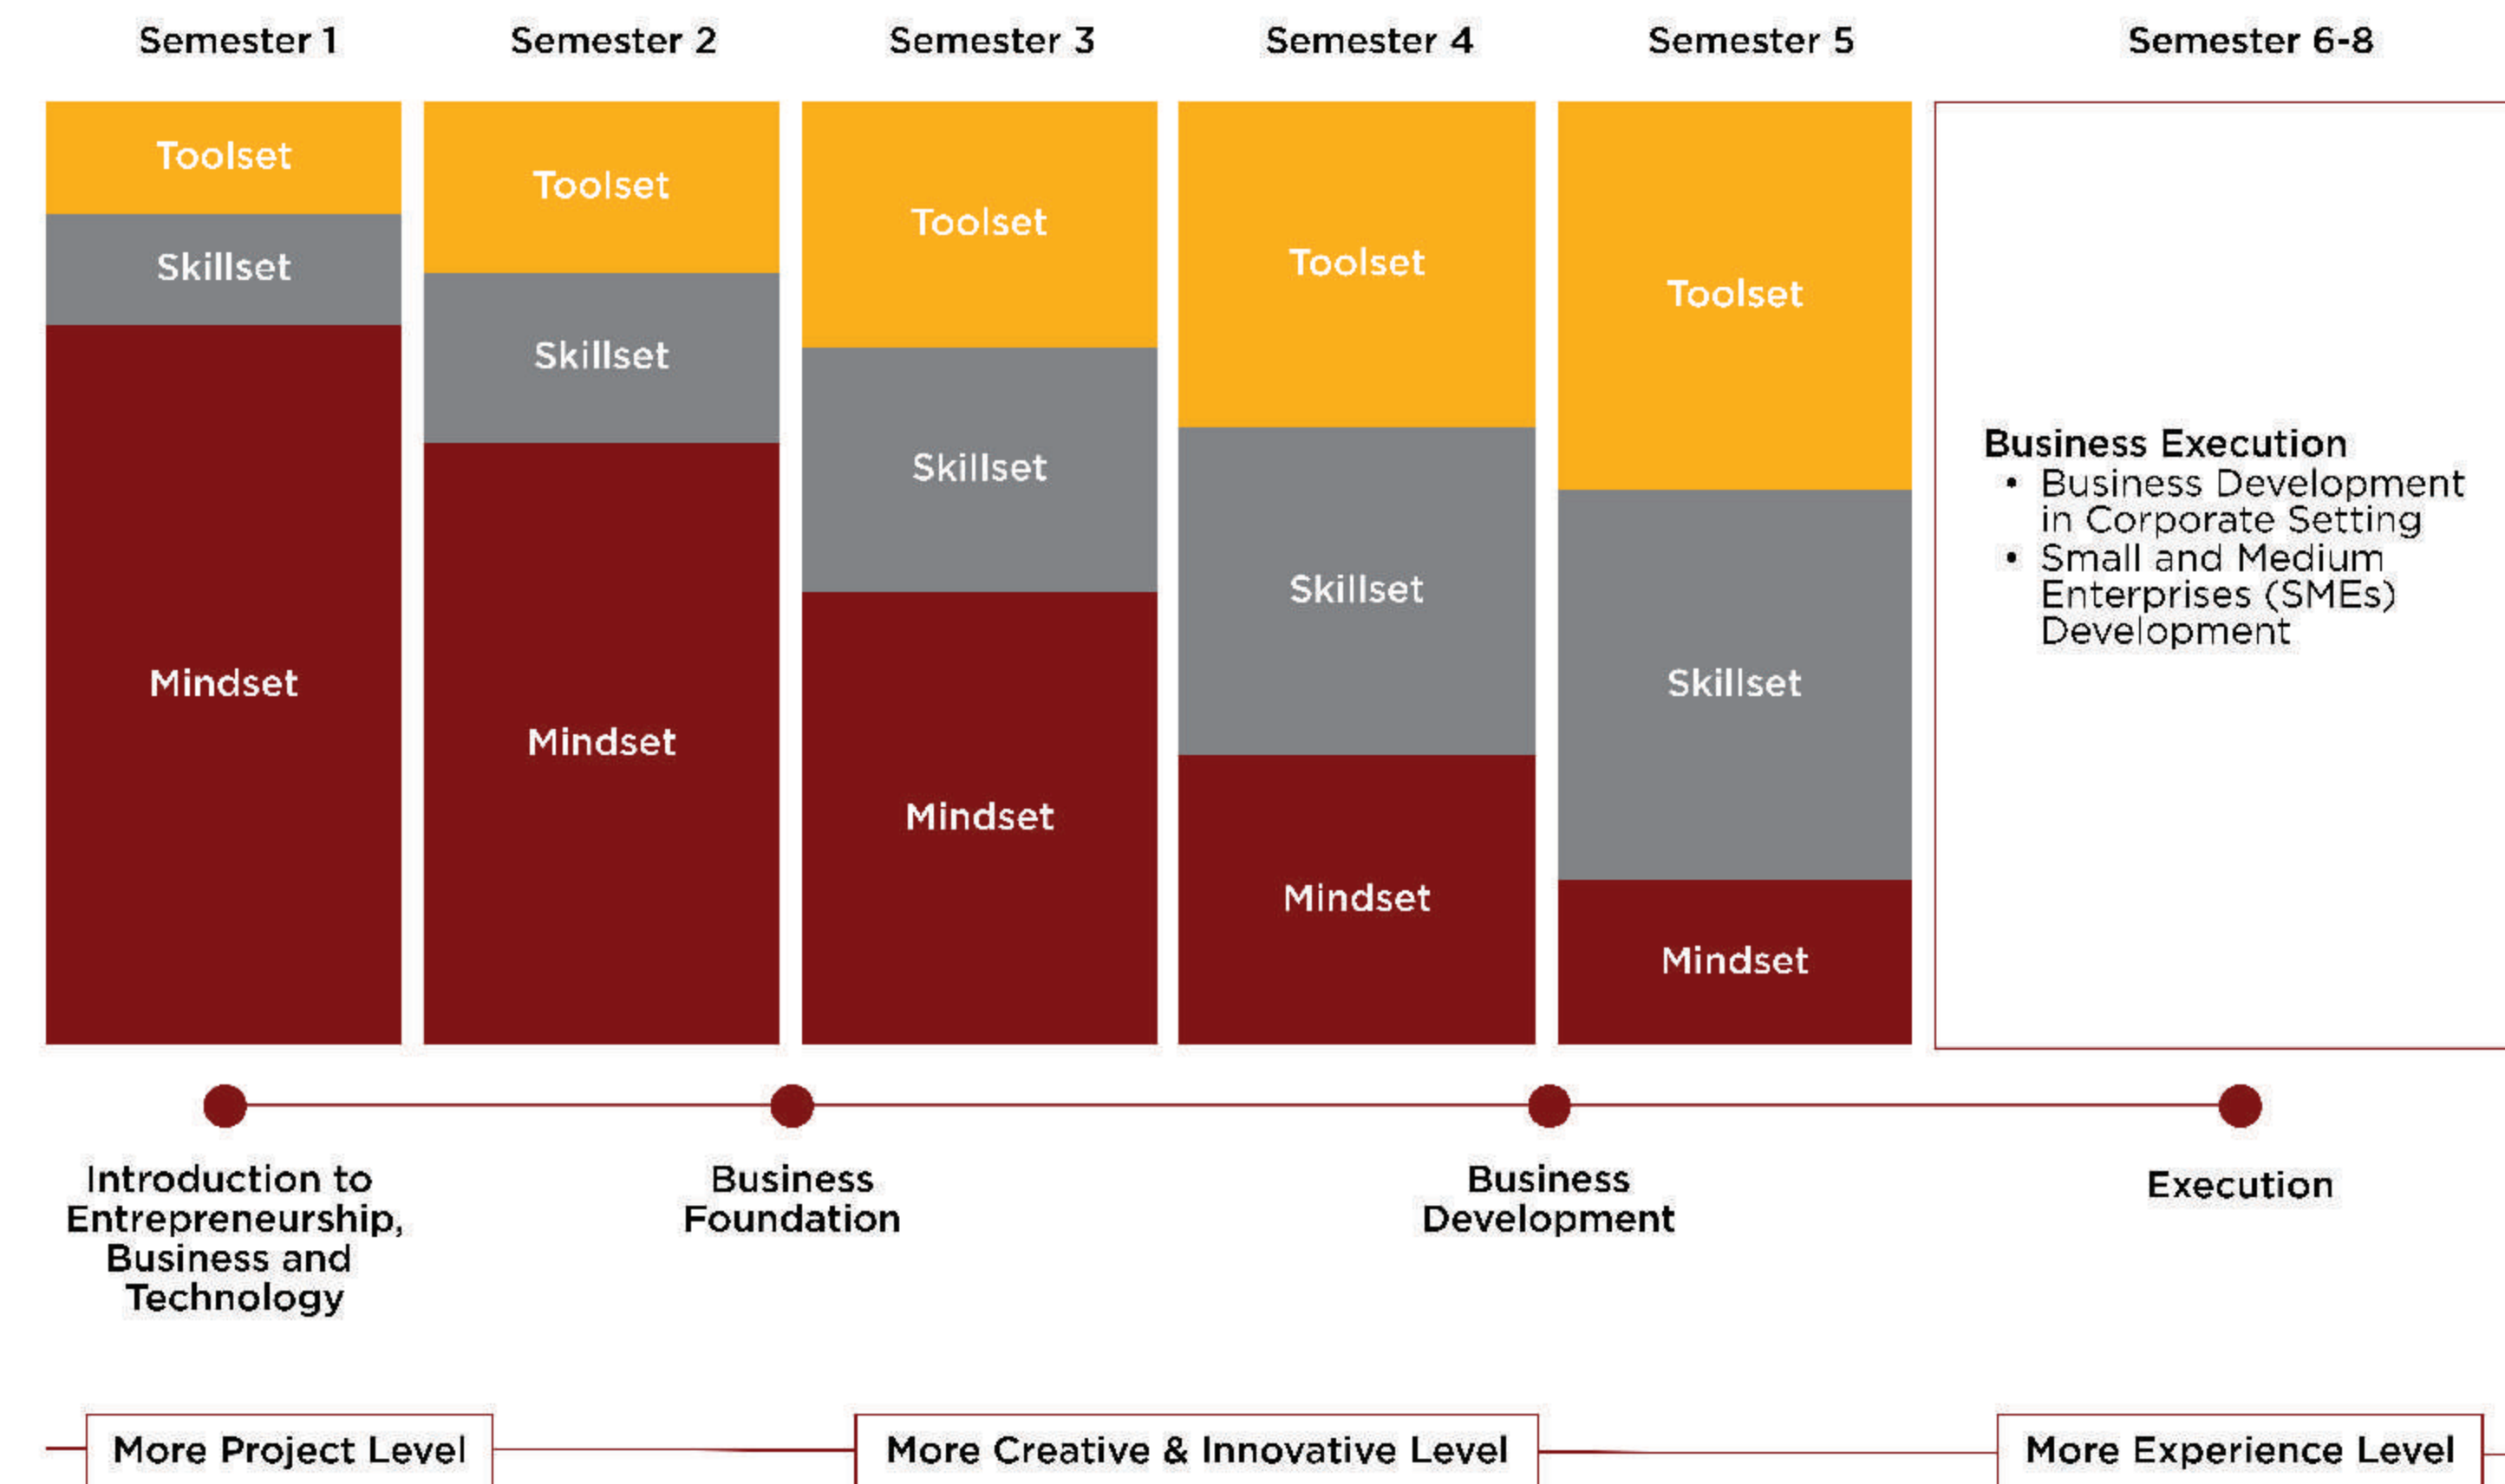 Semester 1
Semester 2
Semester 3
Semester 4
Semester 5
Semester 6-8
Toolset
Skillset
Mindset
Toolset
Skillset
Mindset
Toolset
Skillset
Mindset
Toolset
Skillset
Mindset
Toolset
Skillset
Mindset
Business Execution
• Business Development
in Corporate Setting
• Small and Medium
Enterprises (SMEs)
Development
Introduction to
Entrepreneurship,
Business and
Technology
Business
Foundation
Business
Development
Execution
More Project Level
More Creative & Innovative Level
More Experience Level